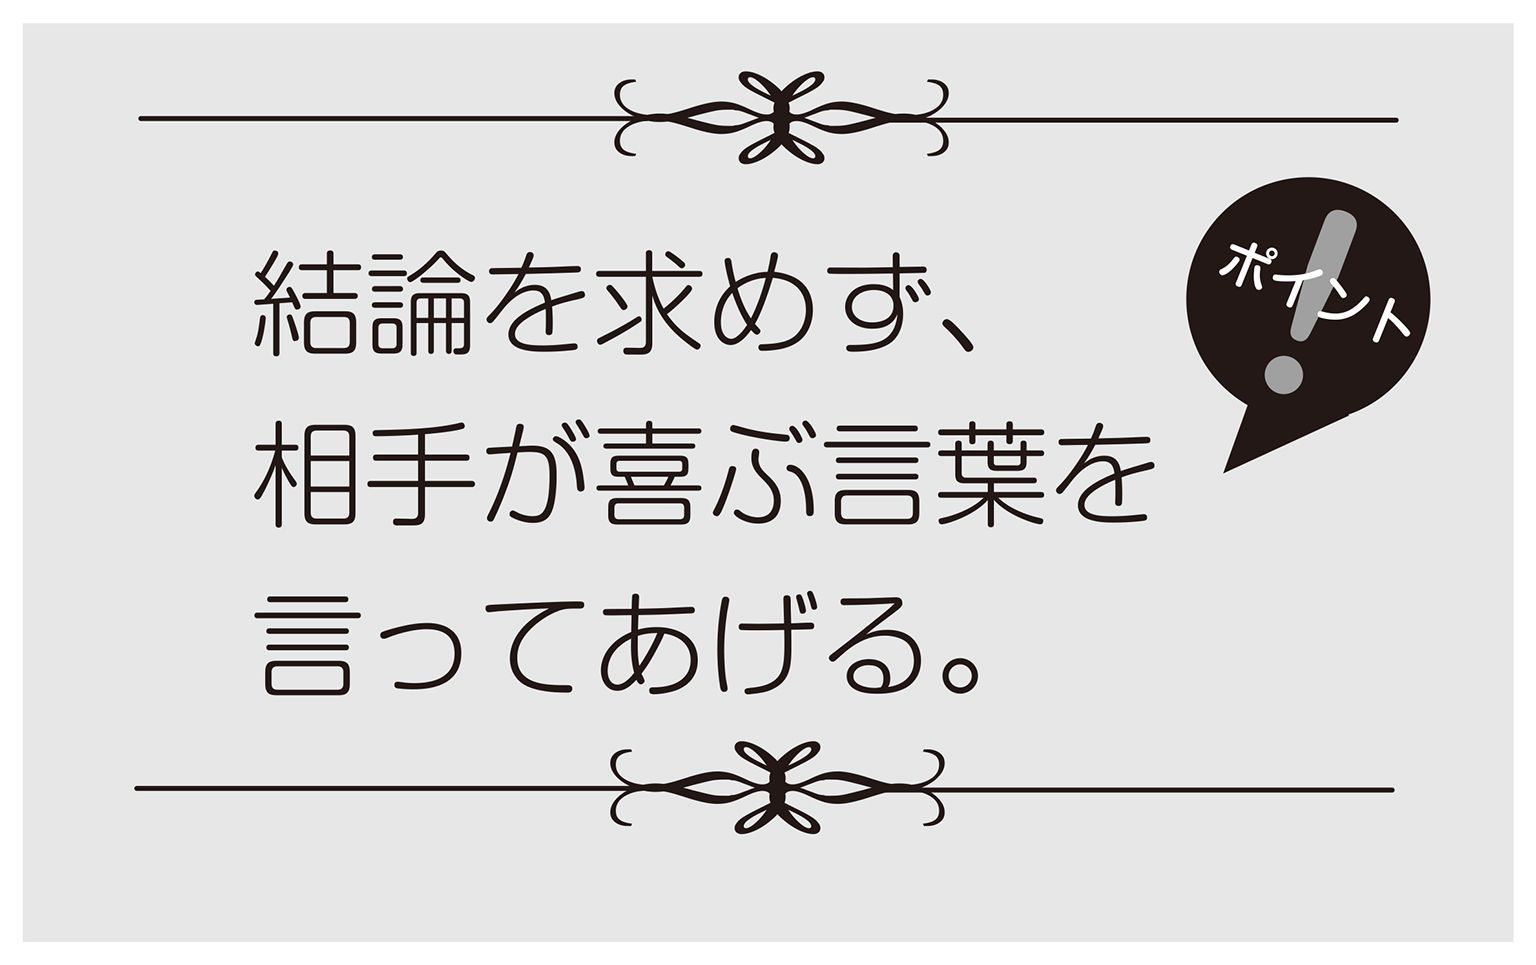 結論を求めず、
相手が喜ぶ言葉を
言ってあげる。
ポイント